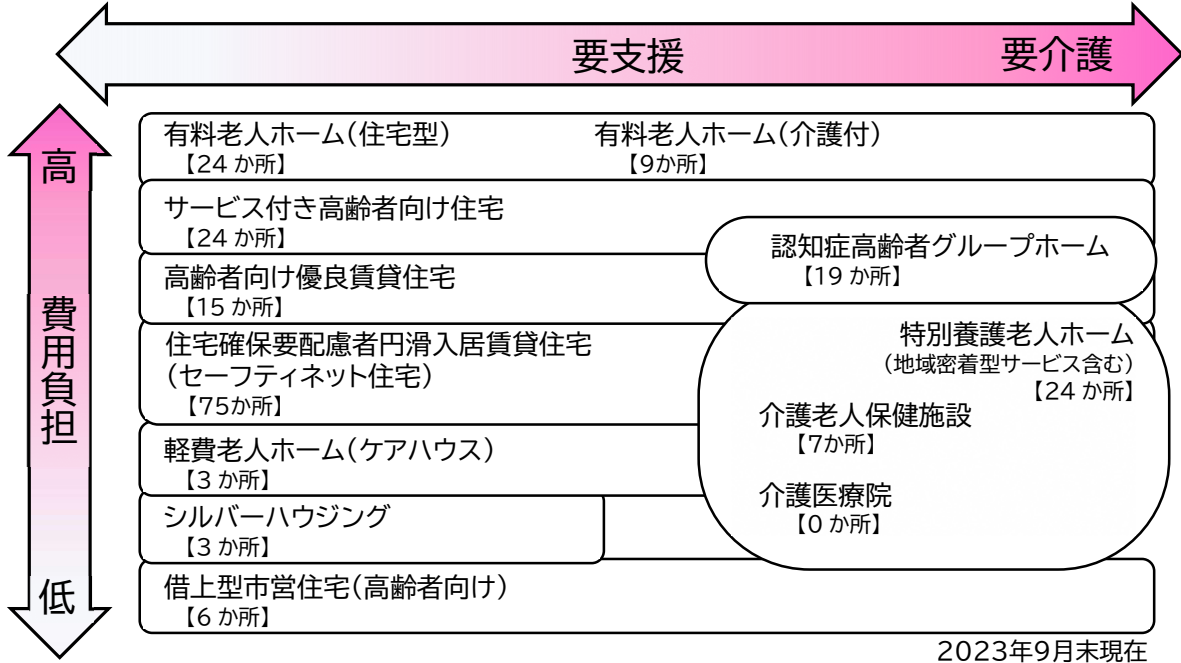 要支援
要介護
高
費用負担
低
有料老人ホーム(住宅型)
【24 か所】
有料老人ホーム(介護付)
【9か所】
サービス付き高齢者向け住宅
【24 か所】
認知症高齢者グループホーム
【19 か所】
高齢者向け優良賃貸住宅
【15 か所】
住宅確保要配慮者円滑入居賃貸住宅
(セーフティネット住宅)
【75か所】
特別養護老人ホーム
(地域密着型サービス含む)
【24 か所】
介護老人保健施設
【7か所】
軽費老人ホーム(ケアハウス)
【3 か所】
介護医療院
【0 か所】
シルバーハウジング
【3 か所】
借上型市営住宅(高齢者向け)
【6 か所】
2023年9月末現在